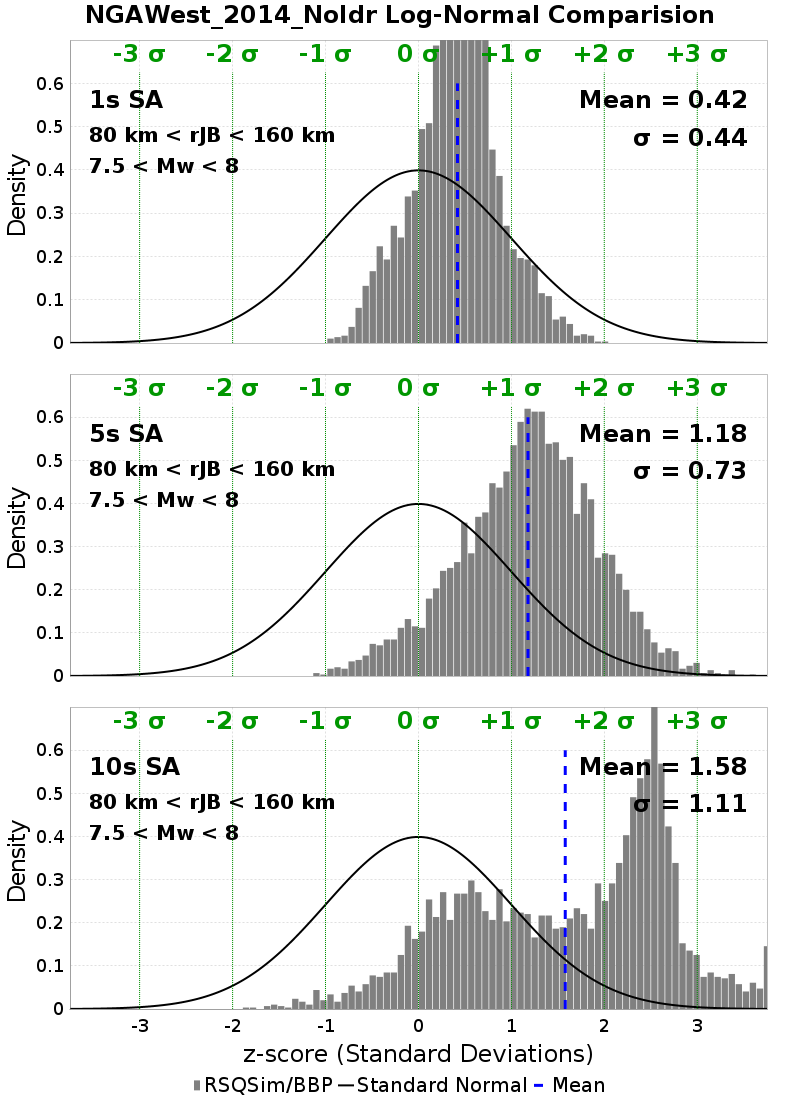 NGAWest_2014_NoIdr Log-Normal Comparision
-3 σ -2 σ -1 σ 0 σ +1 σ +2 σ +3 σ
0.6
1s SA Mean = 0.42
0.5
80 km < rJB < 160 km σ = 0.44
7.5 < Mw < 8
0.4
0.3
0.2
0.1
0
Density
-3 σ -2 σ -1 σ 0 σ +1 σ +2 σ +3 σ
0.6
5s SA Mean = 1.18
0.5
80 km < rJB < 160 km σ = 0.73
7.5 < Mw < 8
0.4
0.3
0.2
0.1
0
Density
-3 σ -2 σ -1 σ 0 σ +1 σ +2 σ +3 σ
0.6
10s SA Mean = 1.58
0.5
80 km < rJB < 160 km σ = 1.11
7.5 < Mw < 8
0.4
0.3
0.2
0.1
0
Density
-3 -2 -1 0 1 2 3
z-score (Standard Deviations)
RSQSim/BBP Standard Normal Mean